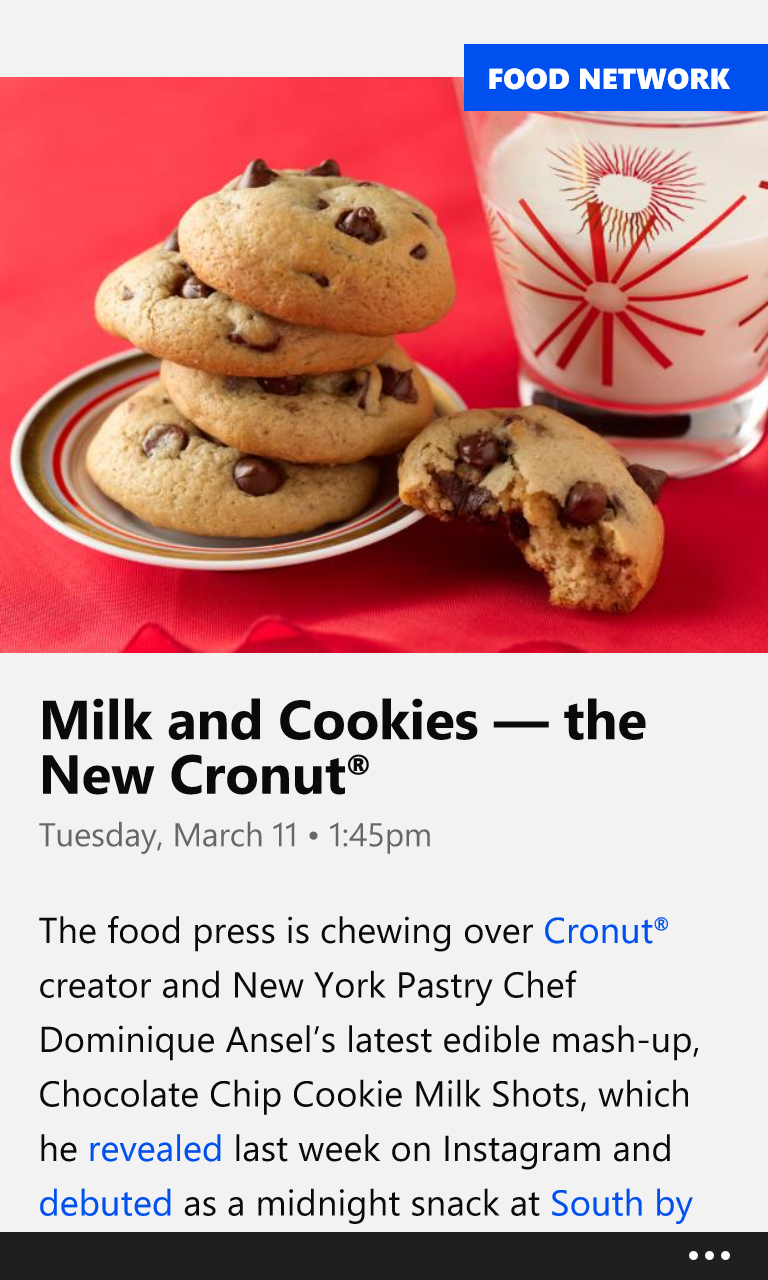 FOOD NETWORK
Milk and Cookies — the
New Cronut®
Tuesday, March 11 • 1:45pm
The food press is chewing over Cronut®
creator and New York Pastry Chef
Dominique Ansel’s latest edible mash-up,
Chocolate Chip Cookie Milk Shots, which
he revealed last week on Instagram and
debuted as a midnight snack at South by